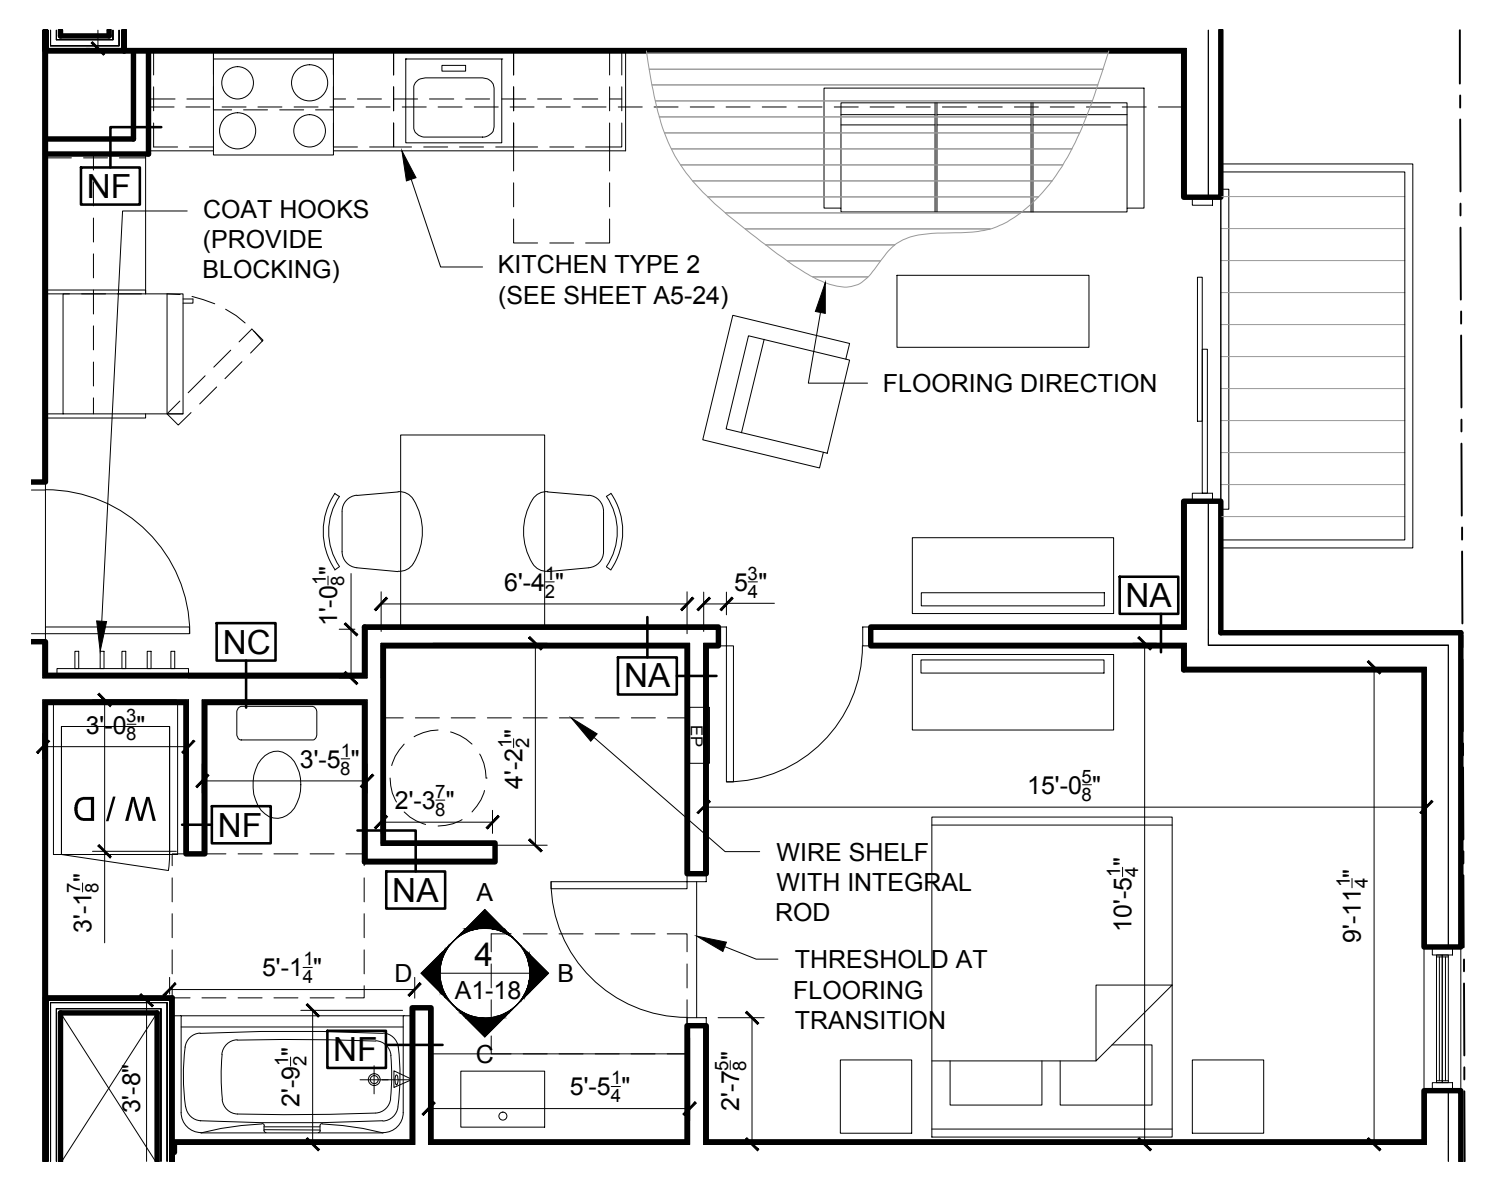 NF
COAT HOOKS
(PROVIDE
BLOCKING)
KITCHEN TYPE 2
(SEE SHEET A5-24)
FLOORING DIRECTION
1'-0 1/8"
6'-4 1/2"
5 3/4"
NA
NC
NA
EP
3'-0 3/8"
3'-5 1/8"
4'-2 1/2"
2'-3 7/8"
15'-0 5/8"
W / D
NF
NA
WIRE SHELF
WITH INTEGRAL
ROD
3'-1 7/8"
10'-5 1/4"
9'-11 1/4"
A
4
D
B
A1-18
C
5'-1 1/4"
THRESHOLD AT
FLOORING
TRANSITION
NF
3'-8"
2'-9 1/2"
5'-5 1/4"
2'-7 5/8"